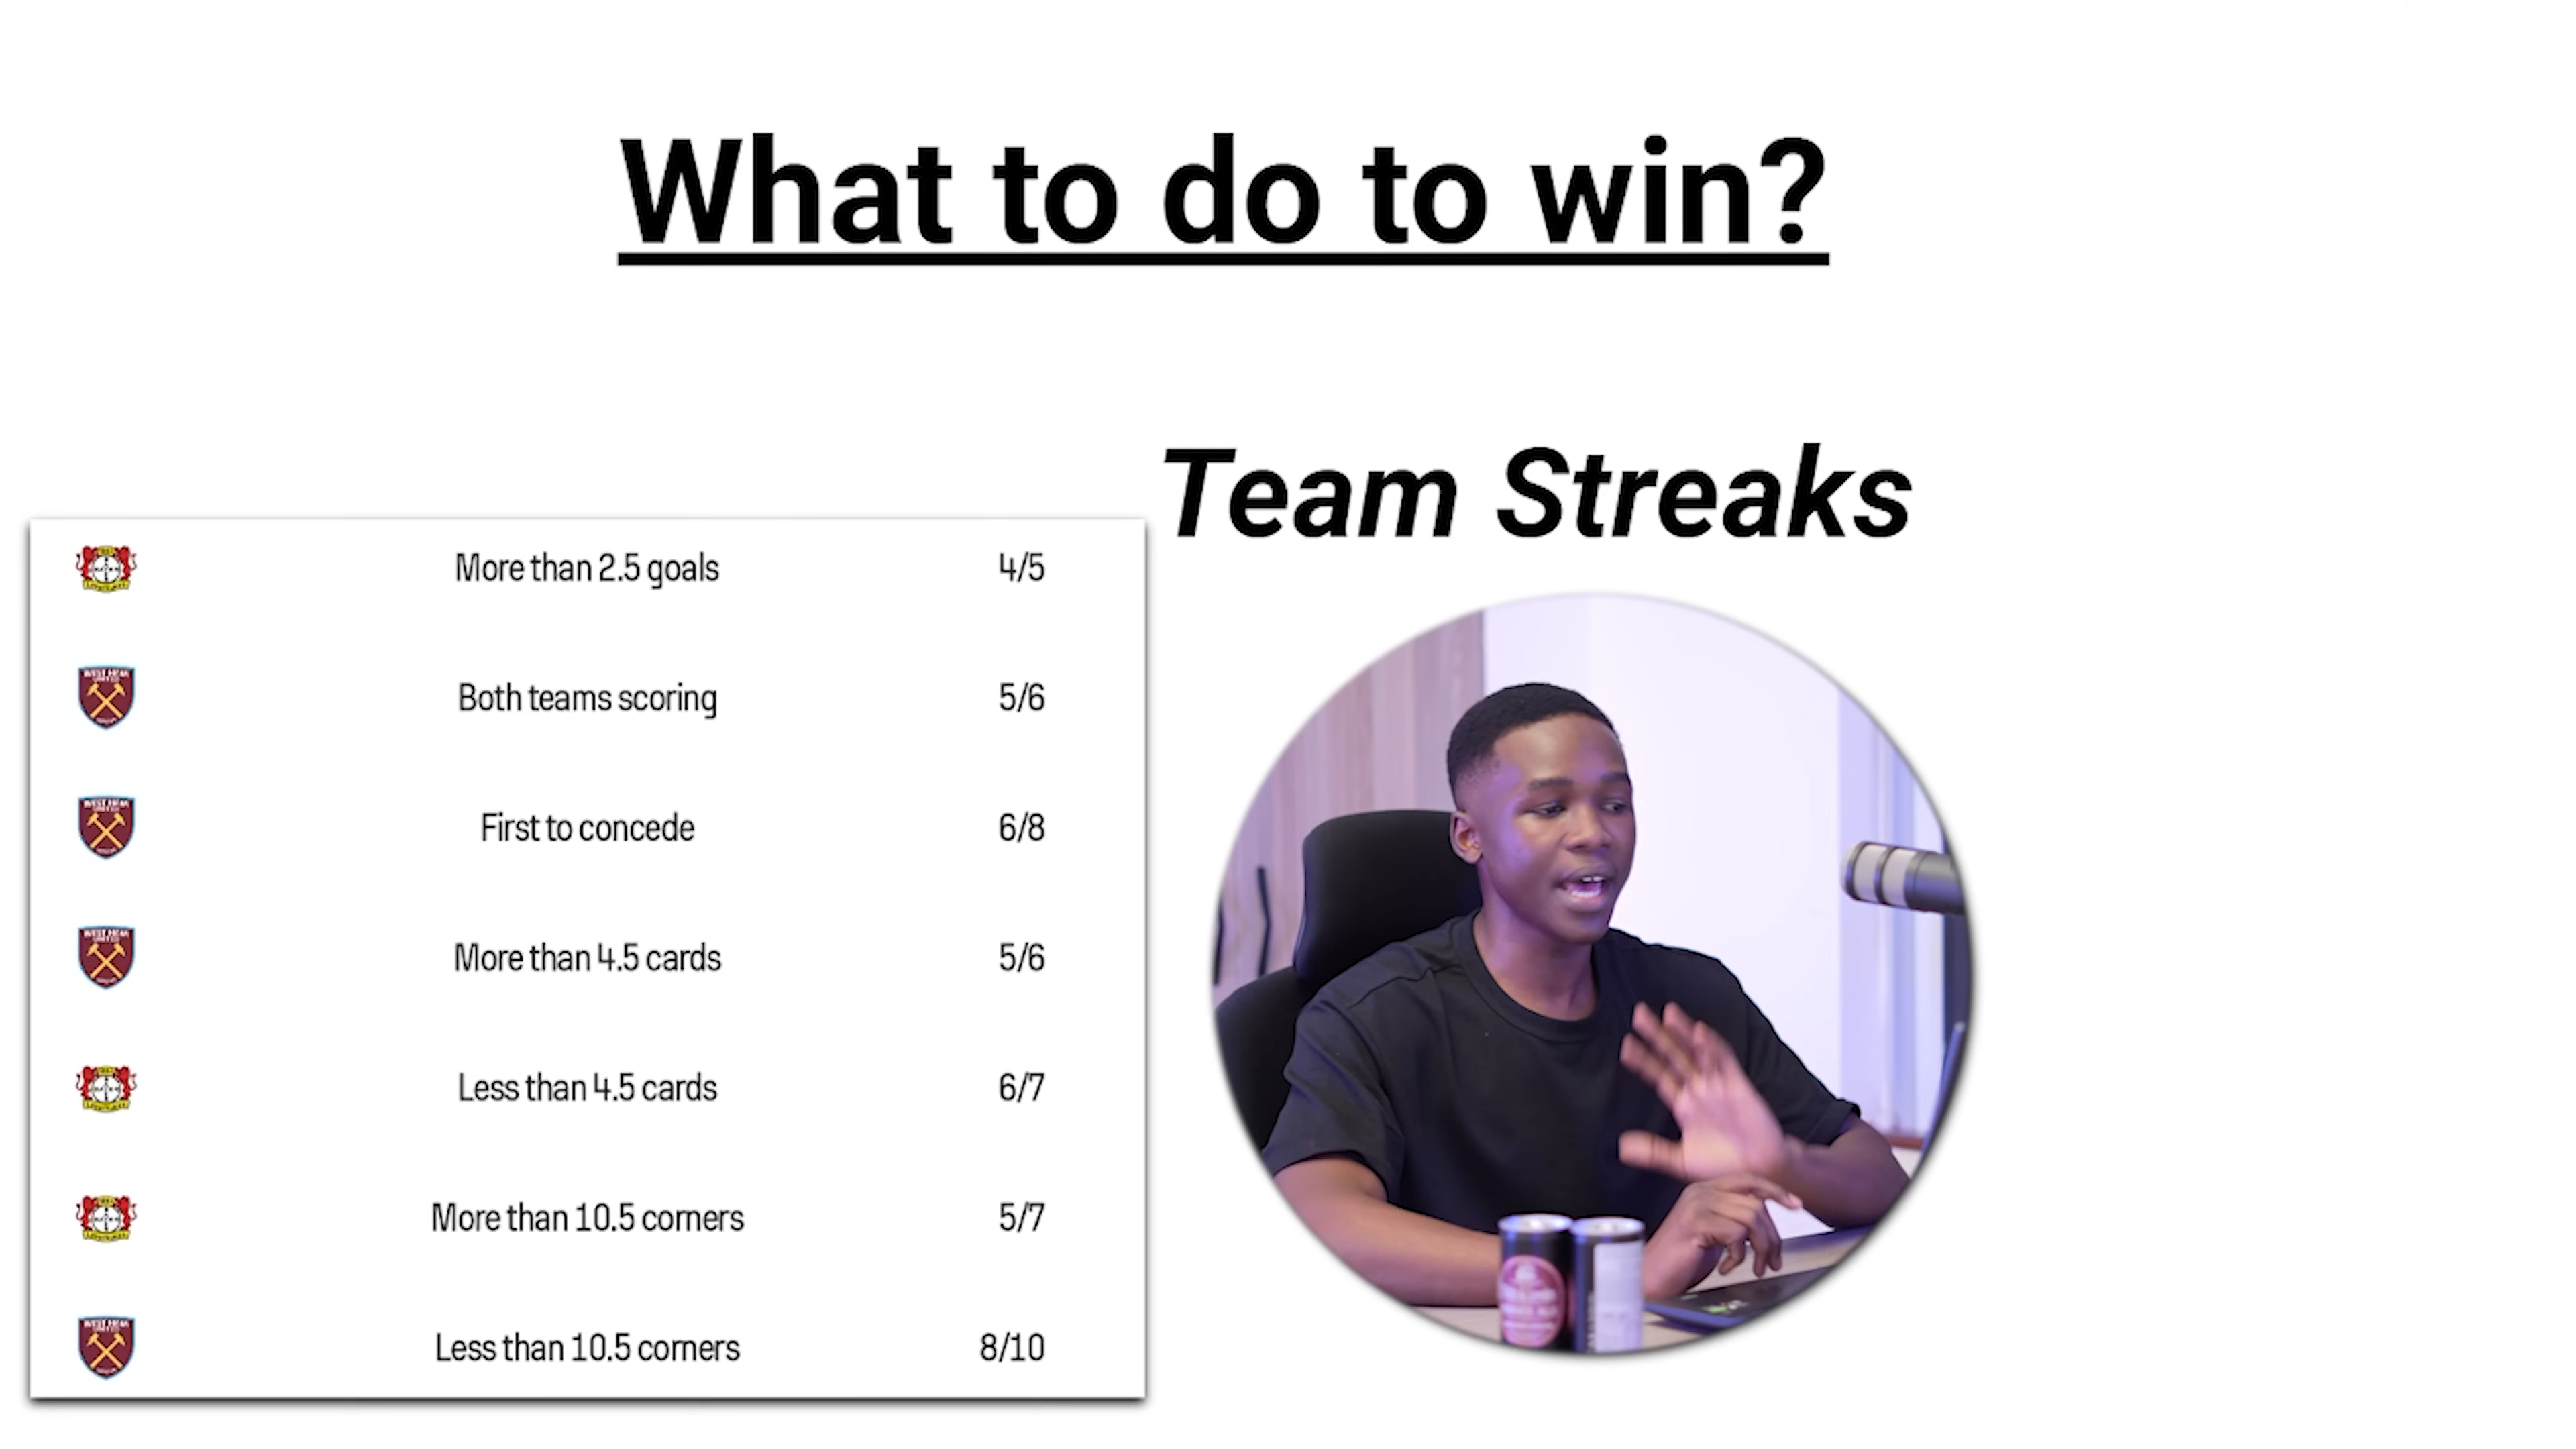 What to do to win?
Team Streaks
More than 2.5 goals 4/5
Both teams scoring 5/6
First to concede 6/8
More than 4.5 cards 5/6
Less than 4.5 cards 6/7
More than 10.5 corners 5/7
Less than 10.5 corners 8/10